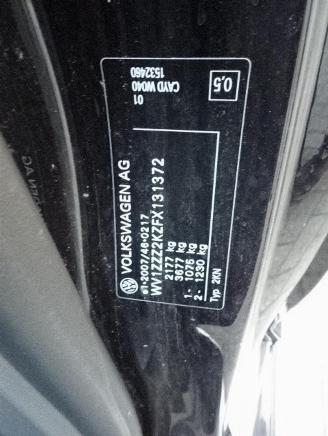 VOLKSWAGEN AG
e1*2007/46*0217
WV1ZZZ2KZFX131372
2177 kg
3677 kg
1- 1076 kg
2- 1230 kg
Typ 2KN
01
CAYD W040
1532460
0,5